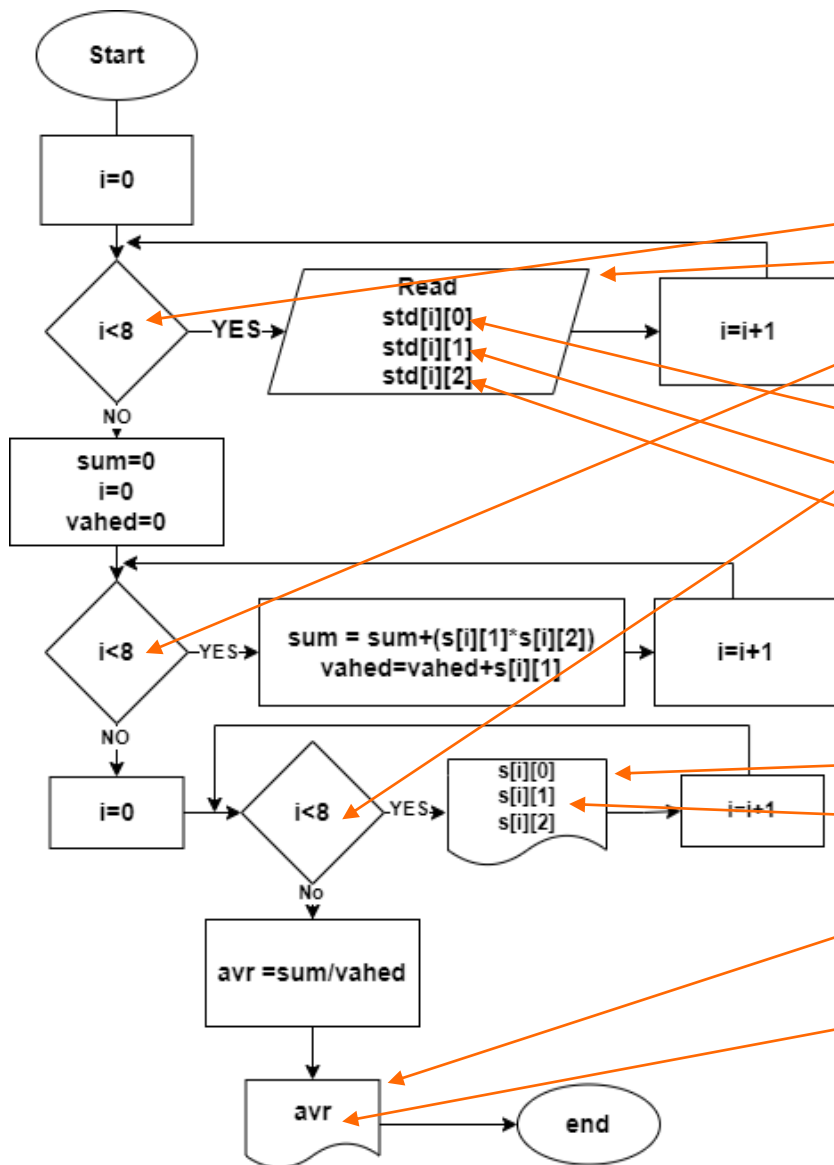 Start
i=0
i<8
YES
Read
std[i][0]
std[i][1]
std[i][2]
i=i+1
NO
sum=0
i=0
vahed=0
i<8
YES
sum = sum+(s[i][1]*s[i][2])
vahed=vahed+s[i][1]
i=i+1
NO
i=0
i<8
YES
s[i][0]
s[i][1]
s[i][2]
i=i+1
No
avr =sum/vahed
avr
end